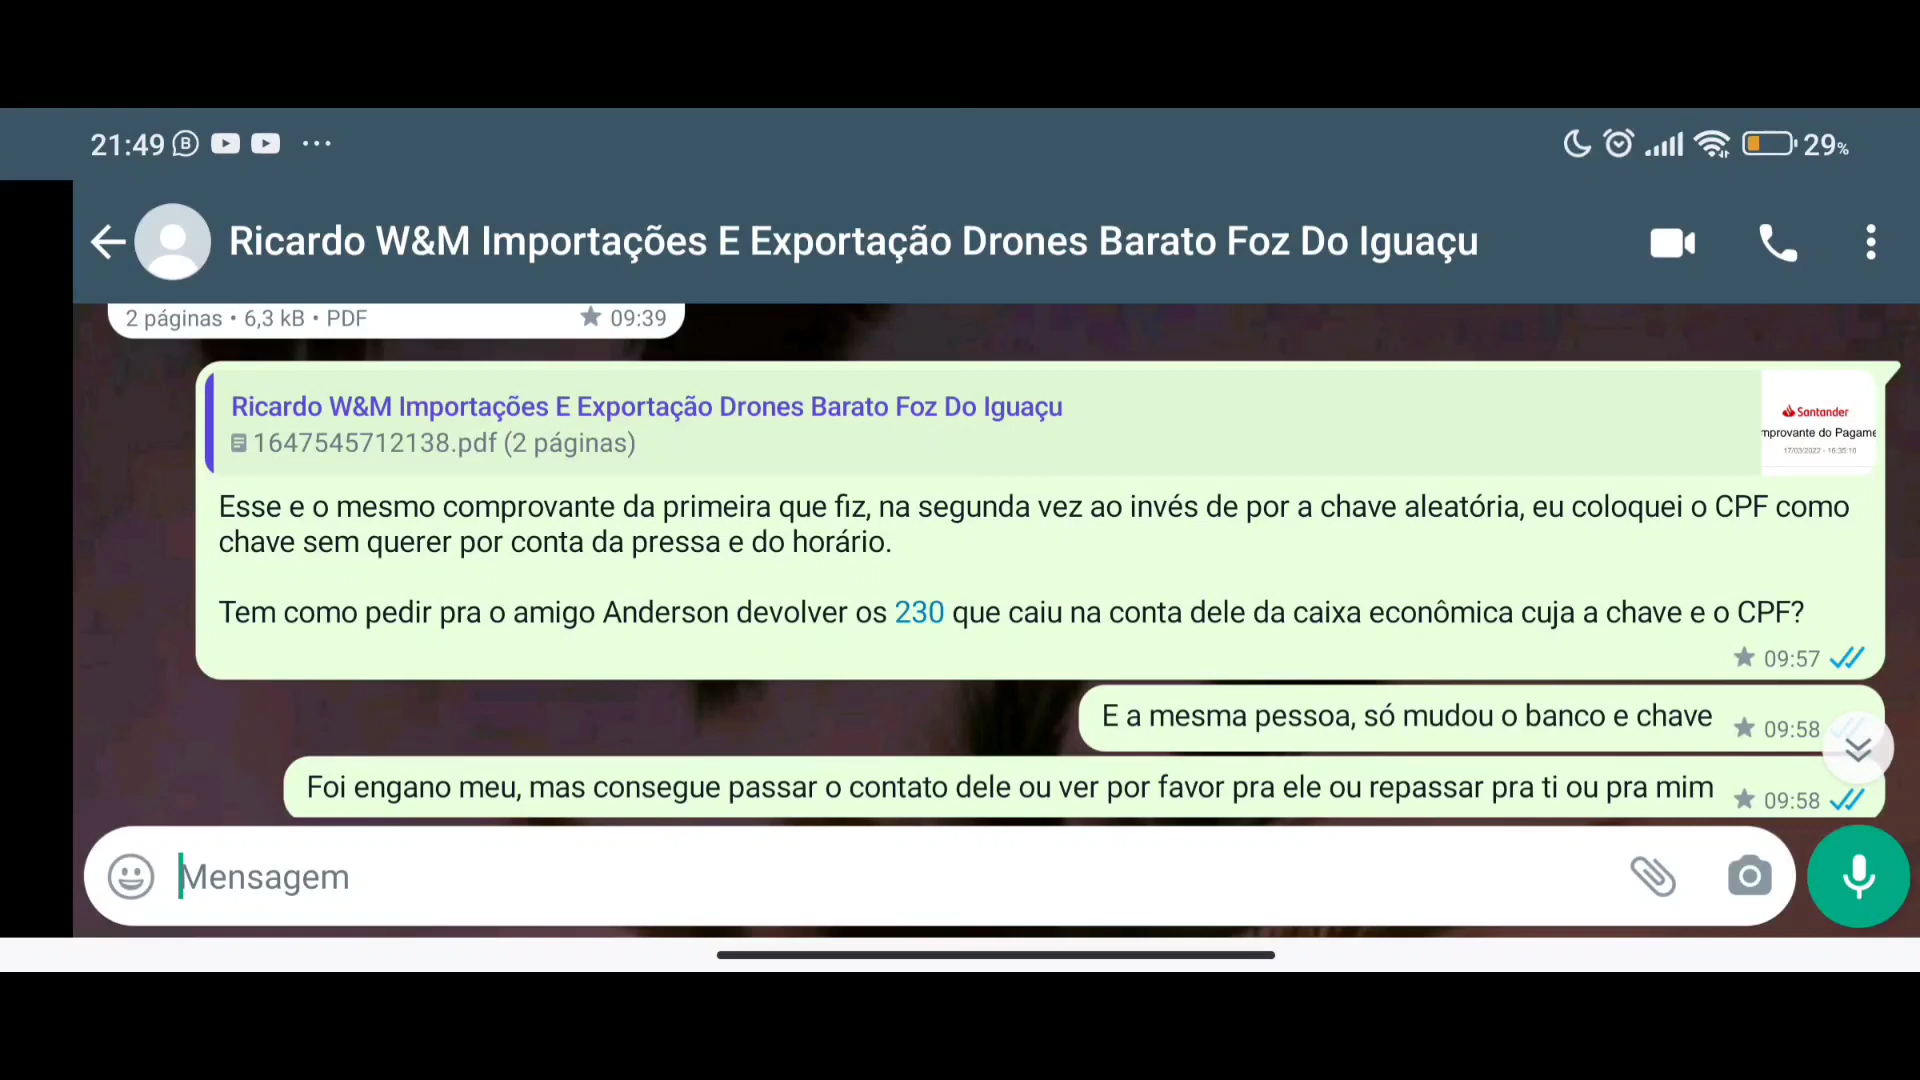 21:49
29%
Ricardo W&M Importações E Exportação Drones Barato Foz Do Iguaçu
2 páginas • 6,3 kB • PDF 09:39
Ricardo W&M Importações E Exportação Drones Barato Foz Do Iguaçu
1647545712138.pdf (2 páginas)
Santander
mprovante do Pagame
17/03/2022 - 16:35:10
Esse e o mesmo comprovante da primeira que fiz, na segunda vez ao invés de por a chave aleatória, eu coloquei o CPF como
chave sem querer por conta da pressa e do horário.
Tem como pedir pra o amigo Anderson devolver os 230 que caiu na conta dele da caixa econômica cuja a chave e o CPF?
09:57
E a mesma pessoa, só mudou o banco e chave 09:58
Foi engano meu, mas consegue passar o contato dele ou ver por favor pra ele ou repassar pra ti ou pra mim 09:58
Mensagem